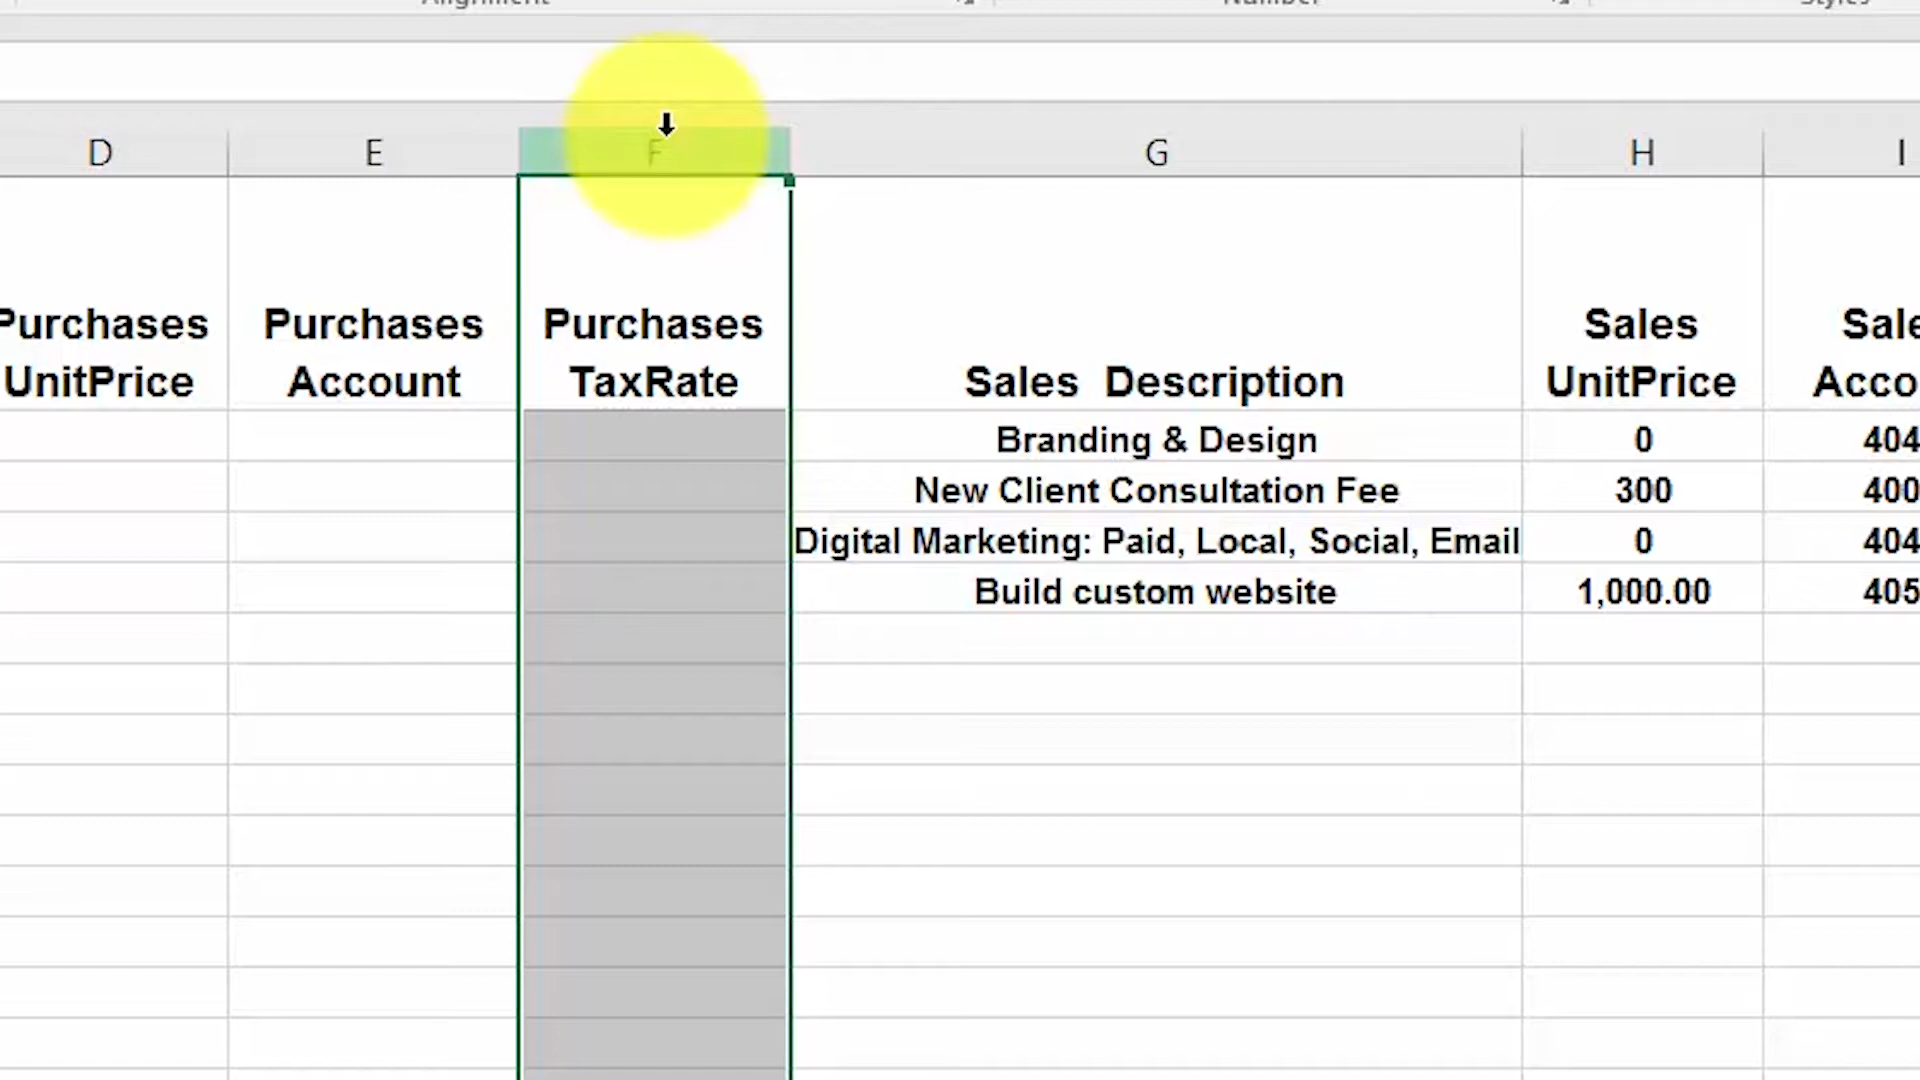 Alignment
Number
Styles
D E F G H I
Purchases UnitPrice
Purchases Account
Purchases TaxRate
Sales Description
Sales UnitPrice
Branding & Design 0 404
New Client Consultation Fee 300 400
Digital Marketing: Paid, Local, Social, Email 0 404
Build custom website 1,000.00 405